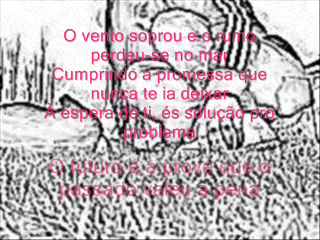 O vento soprou e o rumo
perdeu-se no mar
Cumprindo a promessa que
nunca te ia deixar
À espera de ti, és solução pro
problema
O futuro é a prova que o
passado valeu a pena